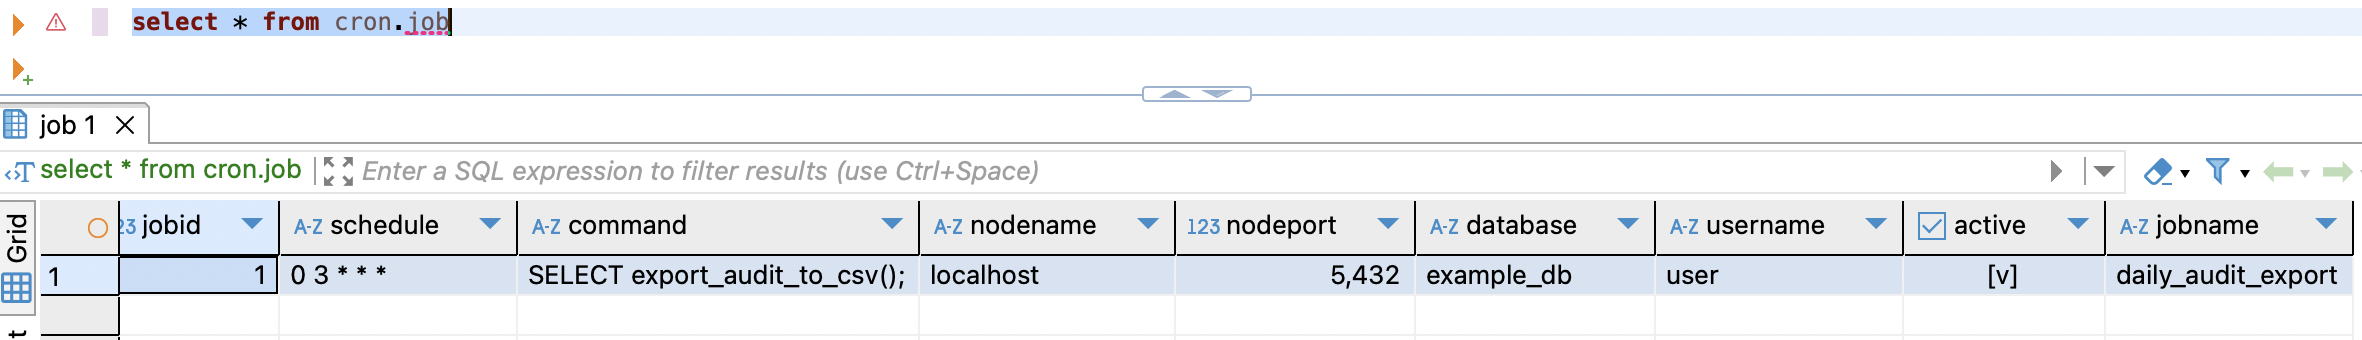 select * from cron.job
job 1
select * from cron.job Enter a SQL expression to filter results (use Ctrl+Space)
Grid
23 jobid A-Z schedule A-Z command A-Z nodename 123 nodeport A-Z database A-Z username active A-Z jobname
1 1 0 3 * * * SELECT export_audit_to_csv(); localhost 5,432 example_db user [v] daily_audit_export
t